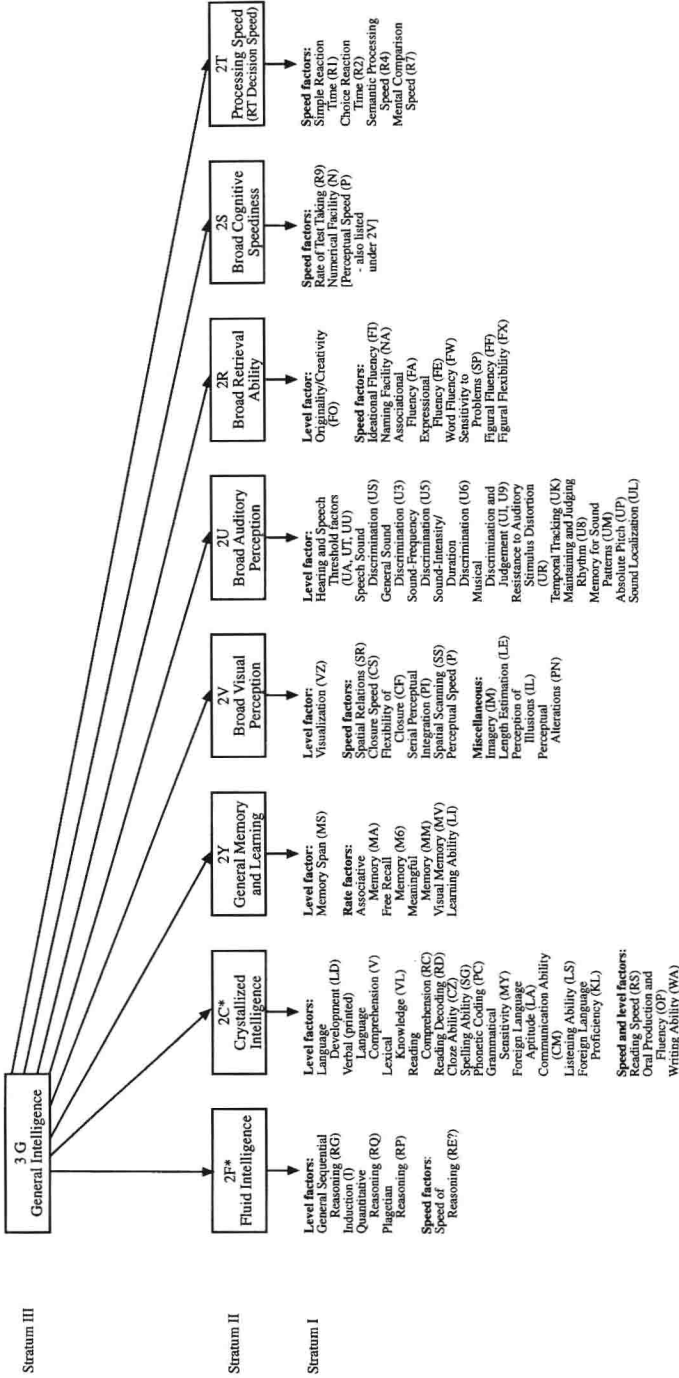 Stratum III
3 G
General Intelligence
Stratum II
2F*
Fluid Intelligence
2C*
Crystallized
Intelligence
2Y
General Memory
and Learning
2V
Broad Visual
Perception
2U
Broad Auditory
Perception
2R
Broad Retrieval
Ability
2S
Broad Cognitive
Speediness
2T
Processing Speed
(RT Decision Speed)
Stratum I
Level factors:
General Sequential
Reasoning (RG)
Induction (I)
Quantitative
Reasoning (RQ)
Piagetian
Reasoning (RP)
Speed factors:
Speed of
Reasoning (RE?)
Level factors:
Language
Development (LD)
Verbal (printed)
Language
Comprehension (V)
Lexical
Knowledge (VL)
Reading
Comprehension (RC)
Reading Decoding (RD)
Cloze Ability (CZ)
Spelling Ability (SG)
Phonetic Coding (PC)
Grammatical
Sensitivity (MY)
Foreign Language
Aptitude (LA)
Communication Ability
(CM)
Listenuing Ability (LS)
Foreign Language
Proficiency (KL)
Speed and level factors:
Reading Speed (RS)
Oral Production and
Fluency (OP)
Writing Ability (WA)
Level factor:
Memory Span (MS)
Rate factors:
Associative
Memory (MA)
Free Recall
Memory (M6)
Meaningful
Memory (MM)
Visual Memory (MV)
Learning Ability (LI)
Level factor:
Visualization (VZ)
Speed factors:
Spatial Relations (SR)
Closure Speed (CS)
Flexibility of
Closure (CF)
Serial Perceptual
Integration (PI)
Spatial Scanning (SS)
Perceptual Speed (P)
Miscellaneous:
Imagery (IM)
Length Estimation (LE)
Perception of
Illusions (IL)
Perceptual
Alterations (PN)
Level factor:
Hearing and Speech
Threshold factors
(UA, UT, UU)
Speech Sound
Discrimination (US)
General Sound
Discrimination (U3)
Sound-Frequency
Discrimination (U5)
Sound-Intensity/
Duration
Discrimination (U6)
Musical
Discrimination and
Judgement (UI, U9)
Resistance to Auditory
Stimulus Distortion
(UR)
Temporal Tracking (UK)
Maintaining and Judging
Rhythm (U8)
Memory for Sound
Patterns (UM)
Absolute Pitch (UP)
Sound Localization (UL)
Level factor:
Originality/Creativity
(FO)
Speed factors:
Ideational Fluency (FI)
Naming Facility (NA)
Associational
Fluency (FA)
Expressional
Fluency (FE)
Word Fluency (FW)
Sensitivity to
Problems (SP)
Figural Fluency (FF)
Figural Flexibility (FX)
Speed factors:
Rate of Test Taking (R9)
Numerical Facility (N)
[Perceptual Speed (P)
- also listed
under 2V]
Speed factors:
Simple Reaction
Time (R1)
Choice Reaction
Time (R2)
Semantic Processing
Speed (R4)
Mental Comparison
Speed (R7)